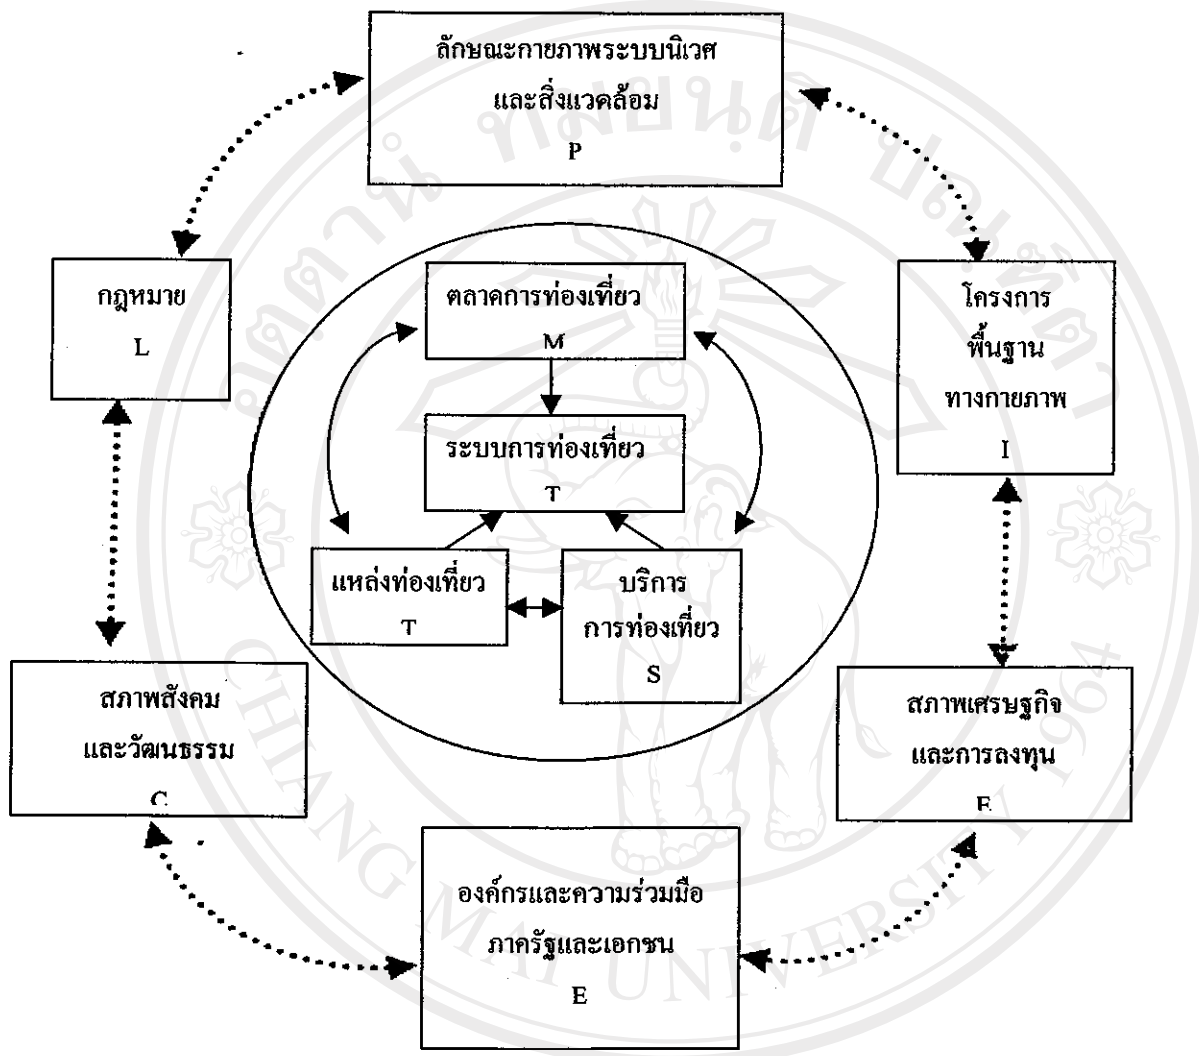 ลักษณะกายภาพระบบนิเวศ
และสิ่งแวดล้อม
P
กฎหมาย
L
โครงการ
พื้นฐาน
ทางกายภาพ
I
ตลาดการท่องเที่ยว
M
ระบบการท่องเที่ยว
T
แหล่งท่องเที่ยว
T
บริการ
การท่องเที่ยว
S
สภาพสังคม
และวัฒนธรรม
C
สภาพเศรษฐกิจ
และการลงทุน
E
องค์กรและความร่วมมือ
ภาครัฐและเอกชน
E
CHIANG MAI UNIVERSITY 1964